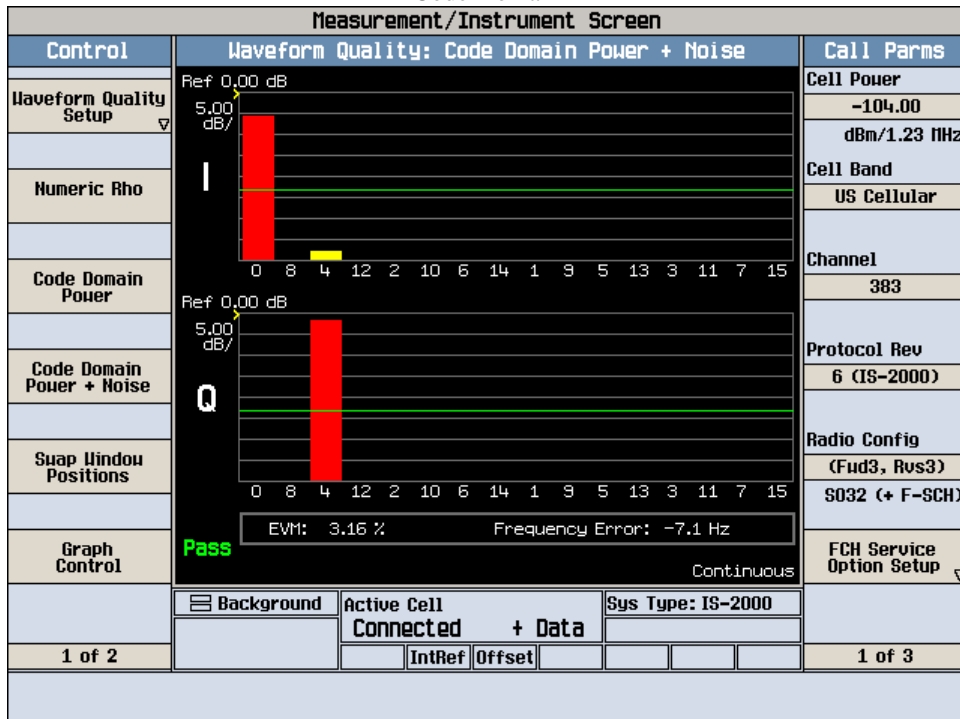 Measurement/Instrument Screen
Control
Waveform Quality Setup
Numeric Rho
Code Domain Power
Code Domain Power + Noise
Swap Window Positions
Graph Control
1 of 2
Waveform Quality: Code Domain Power + Noise
Ref 0.00 dB
5.00
dB/
I
0 8 4 12 2 10 6 14 1 9 5 13 3 11 7 15
Ref 0.00 dB
5.00
dB/
Q
0 8 4 12 2 10 6 14 1 9 5 13 3 11 7 15
EVM: 3.16 % Frequency Error: -7.1 Hz
Pass
Continuous
Background
Active Cell
Connected + Data
Sys Type: IS-2000
IntRef Offset
Call Parms
Cell Power
-104.00
dBm/1.23 MHz
Cell Band
US Cellular
Channel
383
Protocol Rev
6 (IS-2000)
Radio Config
(Fwd3, Rvs3)
SO32 (+ F-SCH)
FCH Service
Option Setup
1 of 3